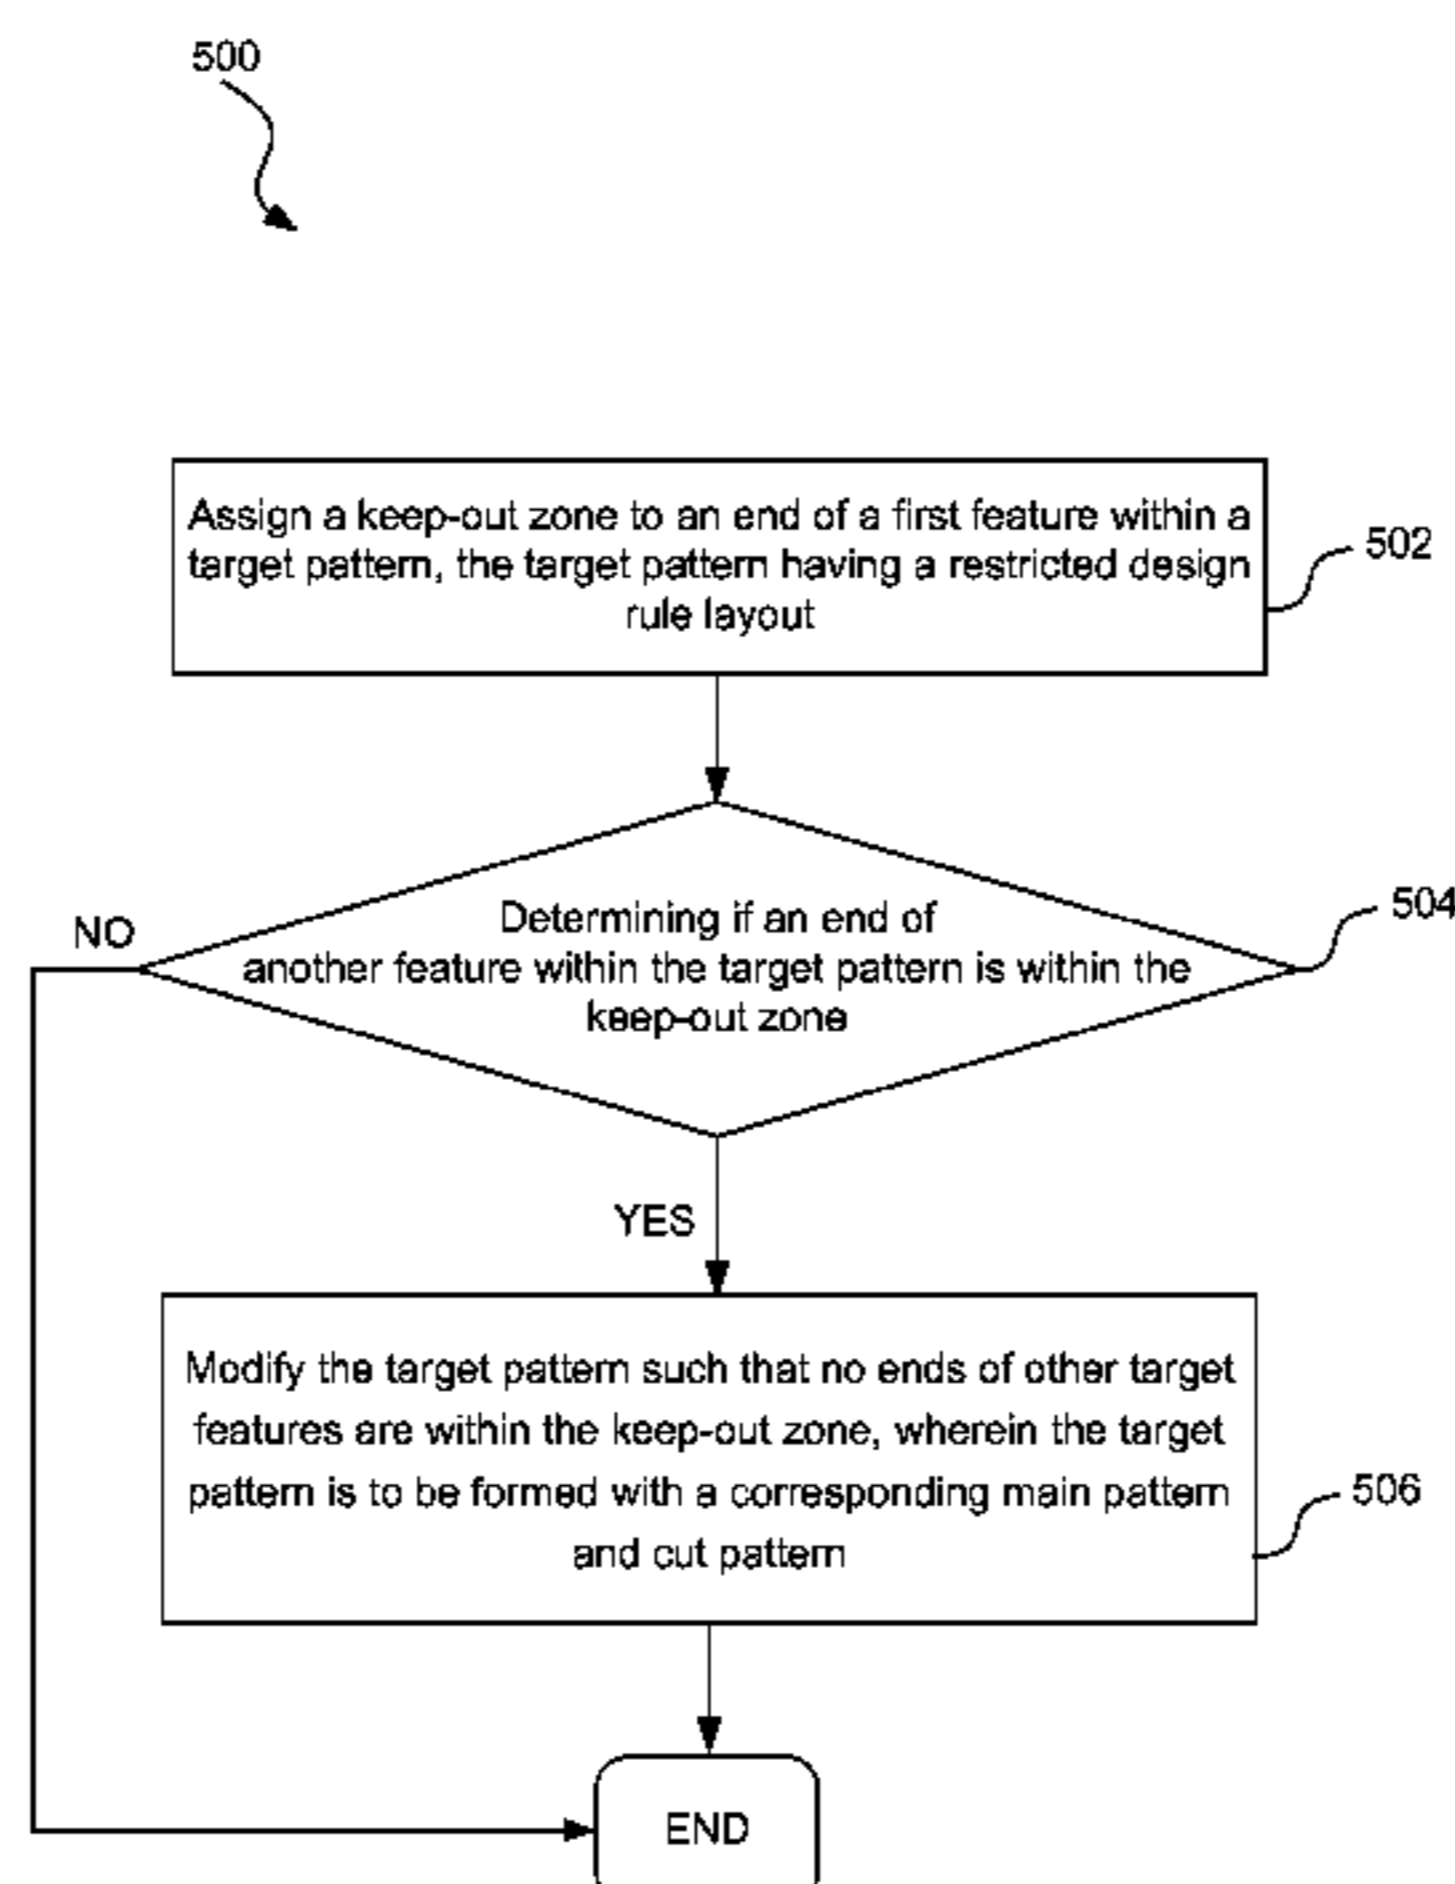 500
Assign a keep-out zone to an end of a first feature within a
target pattern, the target pattern having a restricted design
rule layout
502
Determining if an end of
another feature within the target pattern is within the
keep-out zone
504
NO
YES
Modify the target pattern such that no ends of other target
features are within the keep-out zone, wherein the target
pattern is to be formed with a corresponding main pattern
and cut pattern
506
END